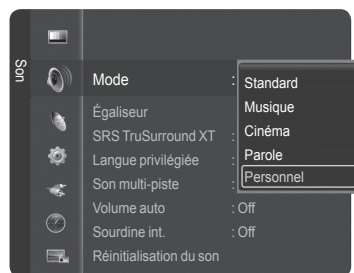 Son
Mode :
Standard
Musique
Cinéma
Parole
Personnel
Égaliseur
SRS TruSurround XT :
Langue privilégiée :
Son multi-piste :
Volume auto : Off
Sourdine int. : Off
Réinitialisation du son